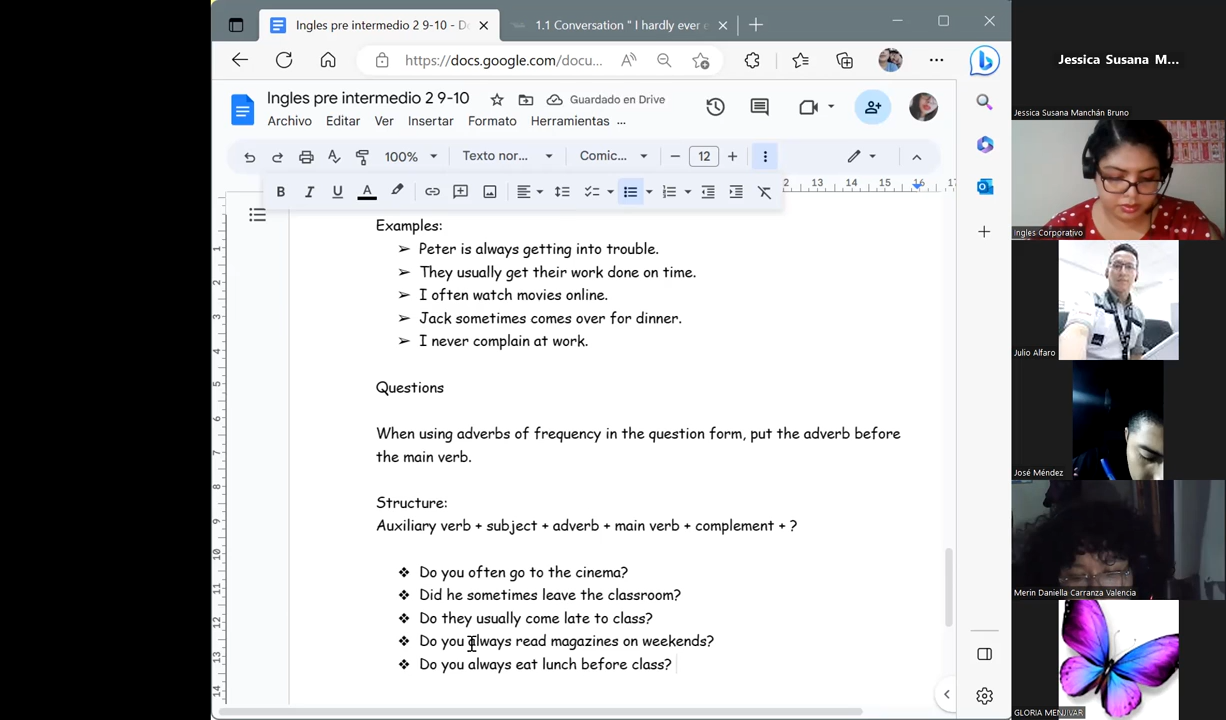 Ingles pre intermedio 2 9-10 - Do
1.1 Conversation " I hardly ever e
https://docs.google.com/docu...
Ingles pre intermedio 2 9-10
Guardado en Drive
Archivo Editar Ver Insertar Formato Herramientas ...
100% Texto nor... Comic... 12
12 13 14 15 16 17
Examples:
➢ Peter is always getting into trouble.
➢ They usually get their work done on time.
➢ I often watch movies online.
➢ Jack sometimes comes over for dinner.
➢ I never complain at work.
Questions
When using adverbs of frequency in the question form, put the adverb before
the main verb.
Structure:
Auxiliary verb + subject + adverb + main verb + complement + ?
❖ Do you often go to the cinema?
❖ Did he sometimes leave the classroom?
❖ Do they usually come late to class?
❖ Do you always read magazines on weekends?
❖ Do you always eat lunch before class?
Jessica Susana M...
Jessica Susana Manchán Bruno
Ingles Corporativo
Julio Alfaro
José Méndez
Merin Daniella Carranza Valencia
GLORIA MENJIVAR